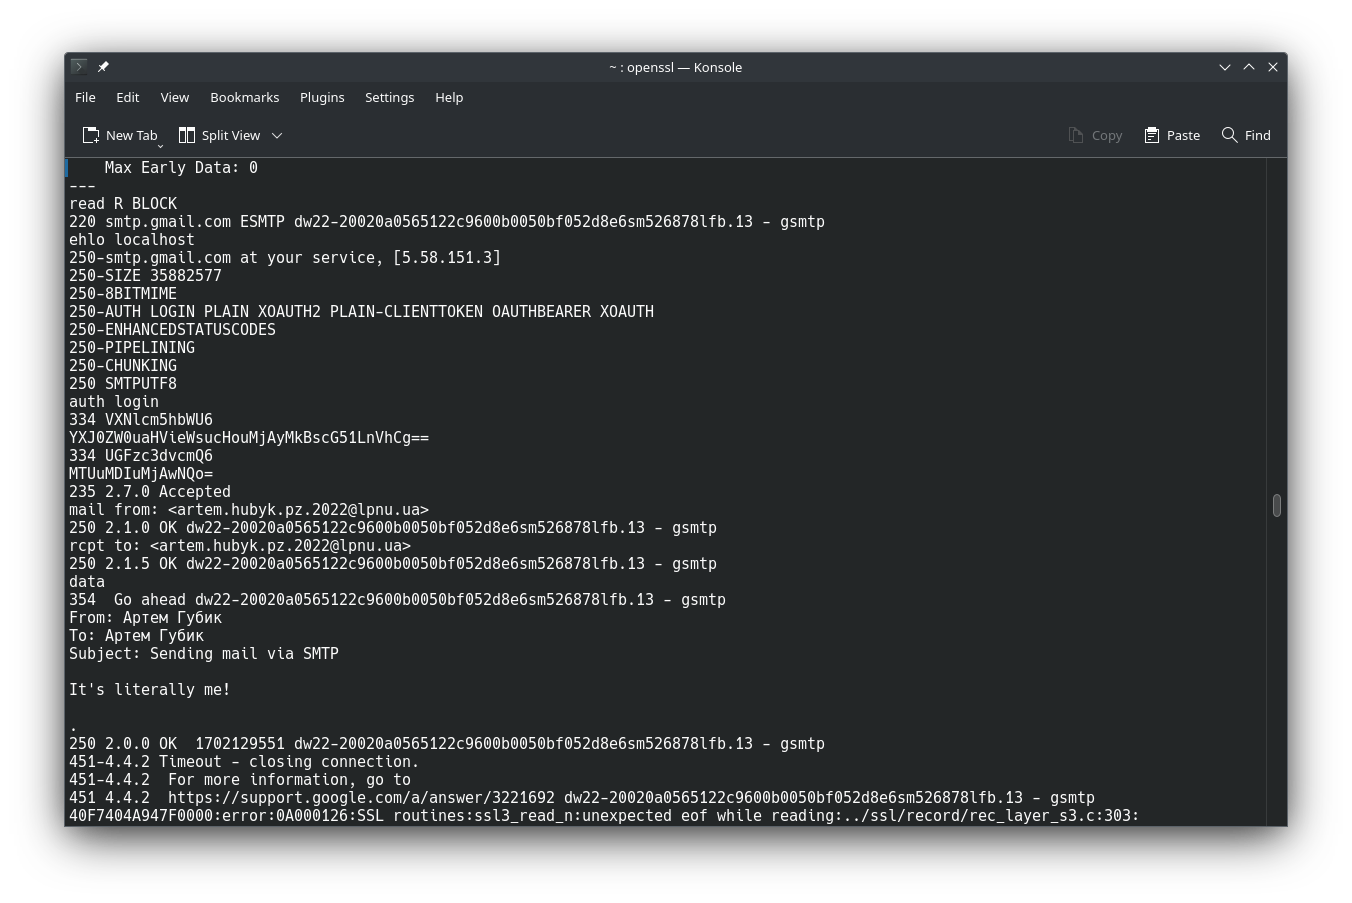 ~ : openssl — Konsole
File Edit View Bookmarks Plugins Settings Help
New Tab Split View Copy Paste Find
Max Early Data: 0
---
read R BLOCK
220 smtp.gmail.com ESMTP dw22-20020a0565122c9600b0050bf052d8e6sm526878lfb.13 - gsmtp
ehlo localhost
250-smtp.gmail.com at your service, [5.58.151.3]
250-SIZE 35882577
250-8BITMIME
250-AUTH LOGIN PLAIN XOAUTH2 PLAIN-CLIENTTOKEN OAUTHBEARER XOAUTH
250-ENHANCEDSTATUSCODES
250-PIPELINING
250-CHUNKING
250 SMTPUTF8
auth login
334 VXNlcm5hbWU6
YXJ0ZW0uaHVieWsucHouMjAyMkBscG51LnVhCg==
334 UGFzc3dvcmQ6
MTUuMDIuMjAwNQo=
235 2.7.0 Accepted
mail from: <artem.hubyk.pz.2022@lpnu.ua>
250 2.1.0 OK dw22-20020a0565122c9600b0050bf052d8e6sm526878lfb.13 - gsmtp
rcpt to: <artem.hubyk.pz.2022@lpnu.ua>
250 2.1.5 OK dw22-20020a0565122c9600b0050bf052d8e6sm526878lfb.13 - gsmtp
data
354  Go ahead dw22-20020a0565122c9600b0050bf052d8e6sm526878lfb.13 - gsmtp
From: Артем Губик
To: Артем Губик
Subject: Sending mail via SMTP
It's literally me!
.
250 2.0.0 OK  1702129551 dw22-20020a0565122c9600b0050bf052d8e6sm526878lfb.13 - gsmtp
451-4.4.2 Timeout - closing connection.
451-4.4.2  For more information, go to
451 4.4.2  https://support.google.com/a/answer/3221692 dw22-20020a0565122c9600b0050bf052d8e6sm526878lfb.13 - gsmtp
40F7404A947F0000:error:0A000126:SSL routines:ssl3_read_n:unexpected eof while reading:../ssl/record/rec_layer_s3.c:303: